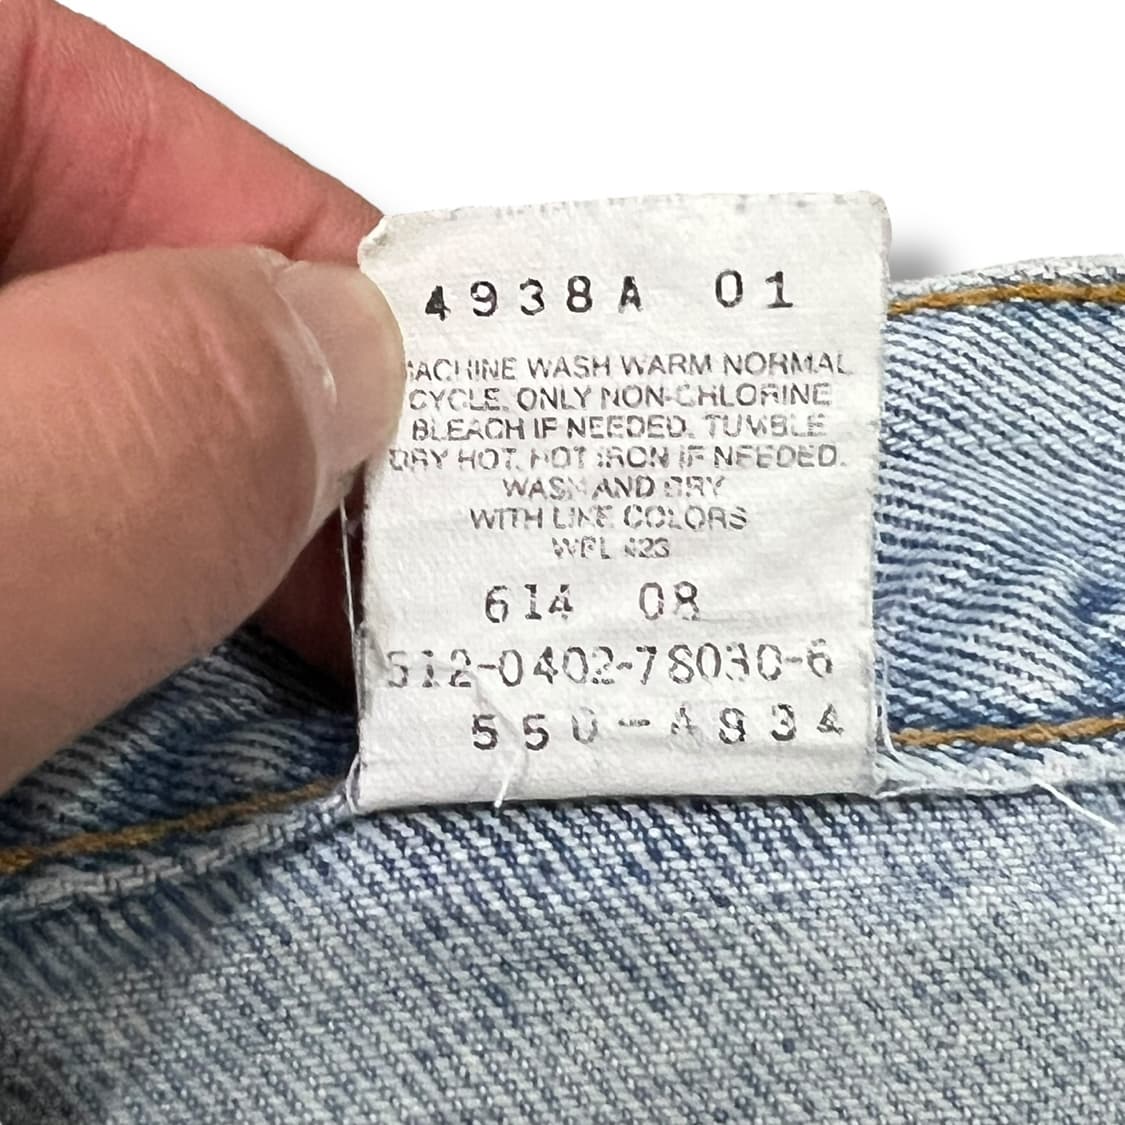 4938A 01
MACHINE WASH WARM NORMAL
CYCLE. ONLY NON-CHLORINE
BLEACH IF NEEDED. TUMBLE
DRY HOT. HOT IRON IF NEEDED.
WASH AND DRY
WITH LIKE COLORS
WPL 423
614 08
512-0402-78030-6
550-A934